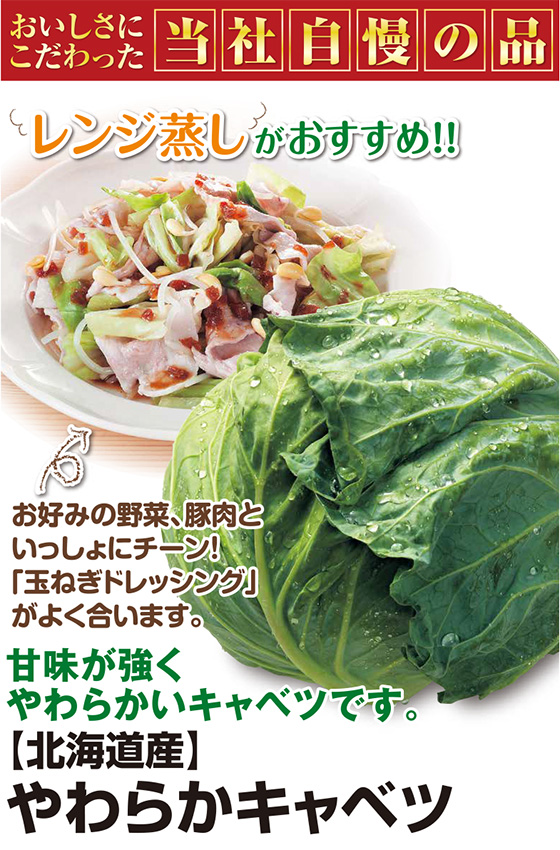 おいしさに
こだわった
当社自慢の品
レンジ蒸しがおすすめ!!
お好みの野菜、豚肉と
いっしょにチーン!
「玉ねぎドレッシング」
がよく合います。
甘味が強く
やわらかいキャベツです。
【北海道産】
やわらかキャベツ